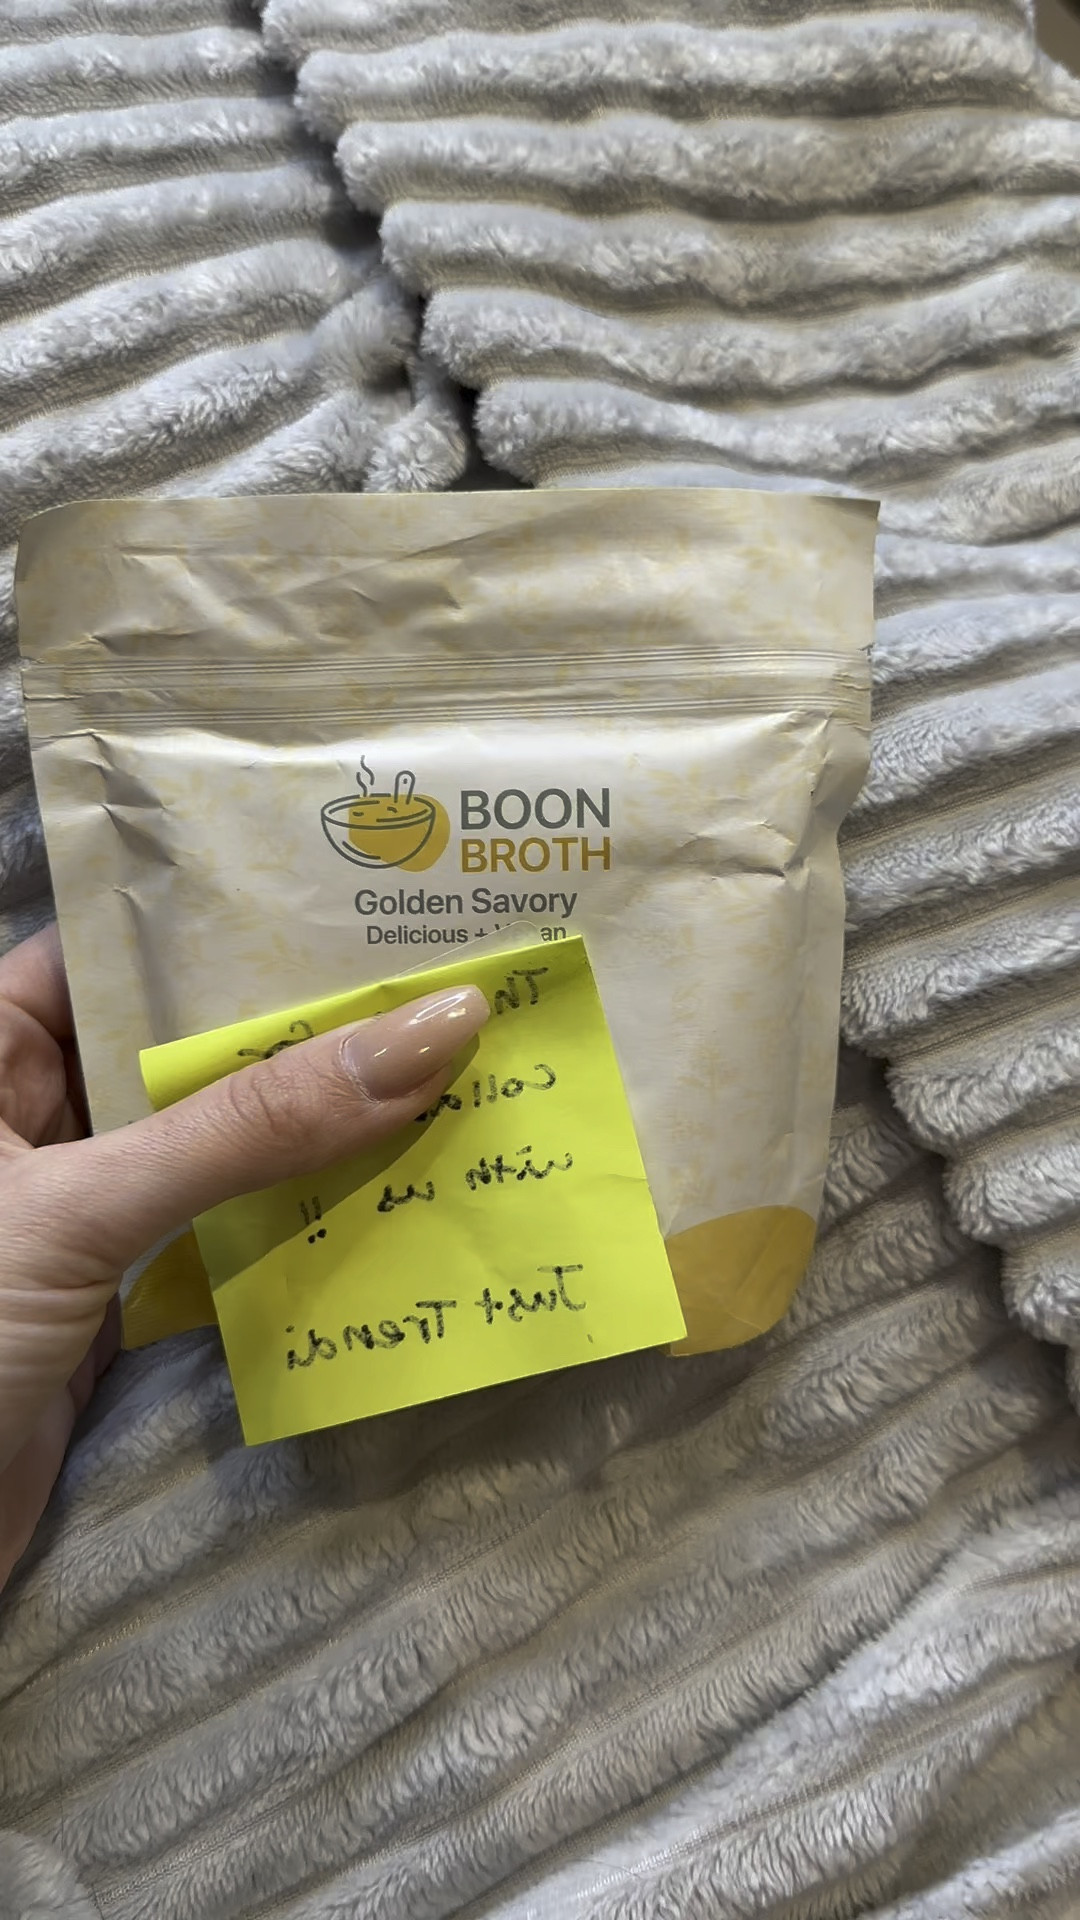 BOON
BROTH
Golden Savory
Delicious +
with us !!
Just Trendi